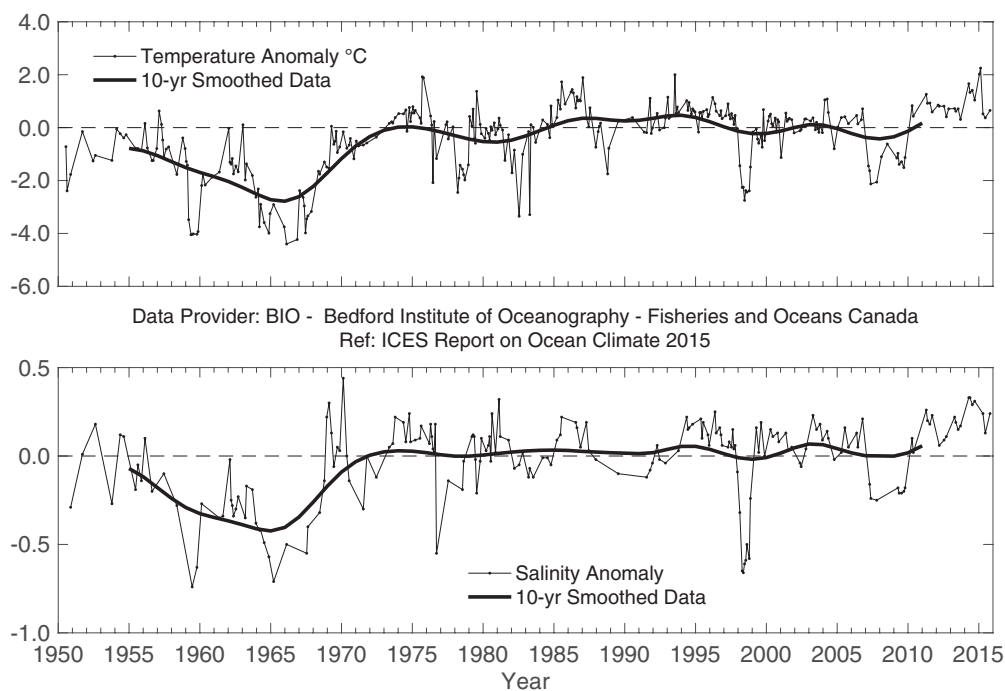 4.0
Temperature Anomaly °C
10-yr Smoothed Data
2.0
0.0
-2.0
-4.0
-6.0
Data Provider: BIO - Bedford Institute of Oceanography - Fisheries and Oceans Canada
Ref: ICES Report on Ocean Climate 2015
0.5
0.0
-0.5
Salinity Anomaly
10-yr Smoothed Data
-1.0
1950 1955 1960 1965 1970 1975 1980 1985 1990 1995 2000 2005 2010 2015
Year